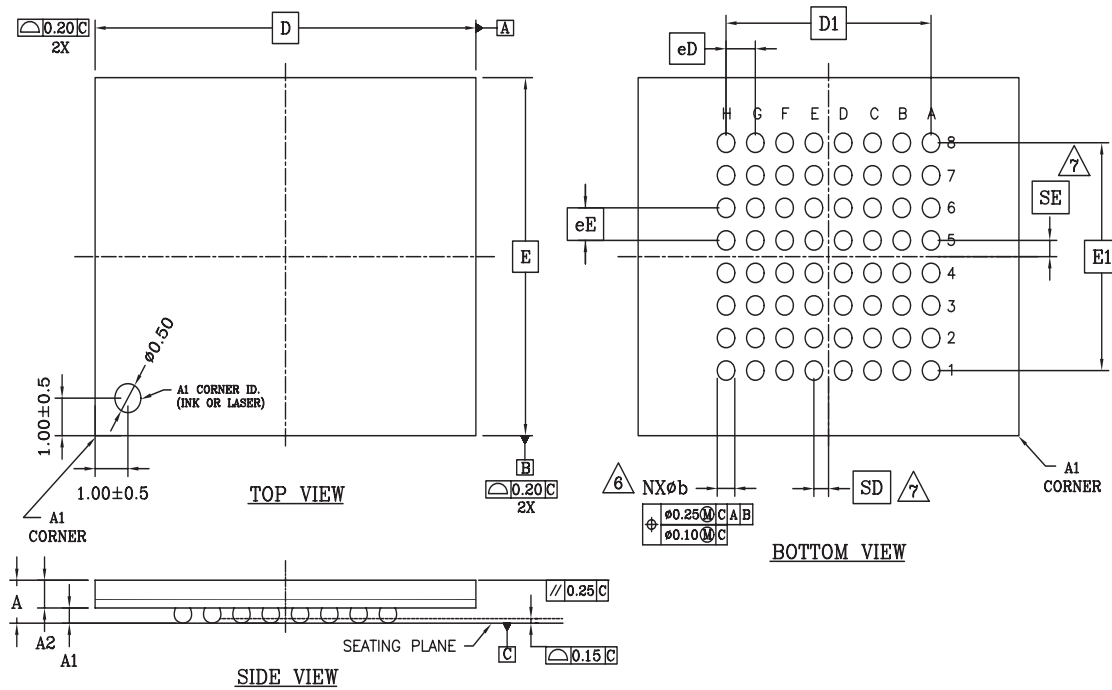 ⌓ 0.20 C
2X
D
A
E
Ø0.50
A1 CORNER ID.
(INK OR LASER)
1.00±0.5
1.00±0.5
A1
CORNER
TOP VIEW
B
⌓ 0.20 C
2X
D1
eD
H G F E D C B A
8
7
6
5
4
3
2
1
7
SE
eE
E1
6
NXøb
⌖ ø0.25Ⓜ C A B
ø0.10Ⓜ C
SD
7
A1
CORNER
BOTTOM VIEW
A
A2
A1
// 0.25 C
SEATING PLANE
C
⌓ 0.15 C
SIDE VIEW